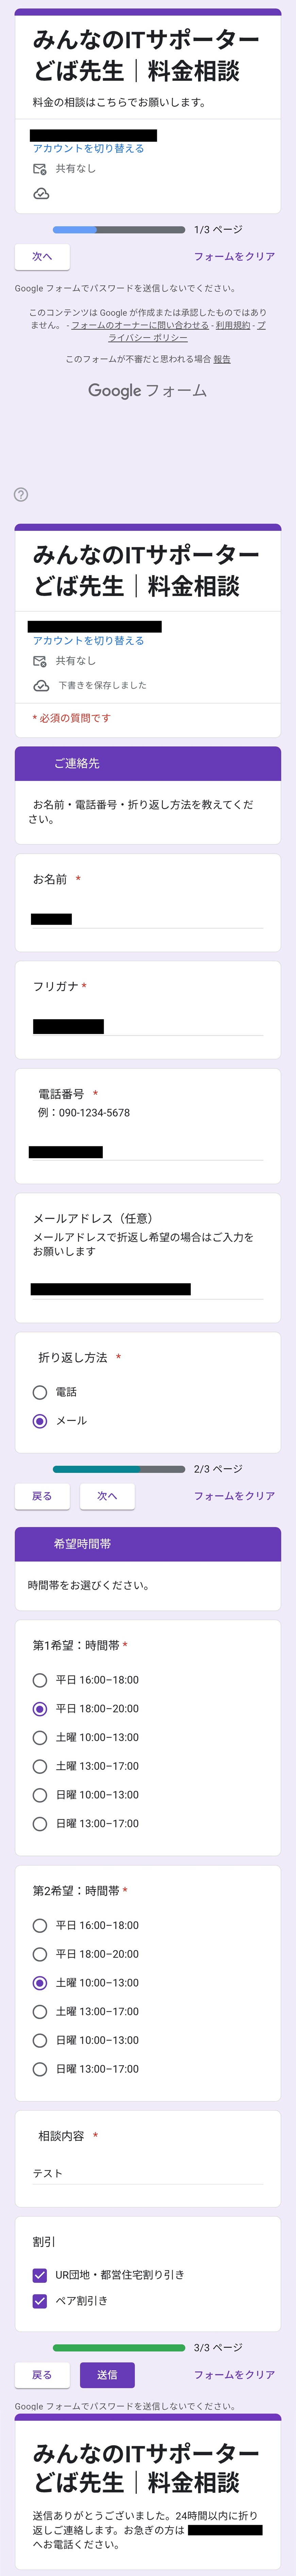 みんなのITサポーター
どば先生｜料金相談
料金の相談はこちらでお願いします。
アカウントを切り替える
共有なし
1/3 ページ
次へ
フォームをクリア
Google フォームでパスワードを送信しないでください。
このコンテンツは Google が作成または承認したものではあり
ません。 - フォームのオーナーに問い合わせる - 利用規約 - プ
ライバシー ポリシー
このフォームが不審だと思われる場合 報告
Google フォーム
みんなのITサポーター
どば先生｜料金相談
アカウントを切り替える
共有なし
下書きを保存しました
* 必須の質問です
ご連絡先
お名前・電話番号・折り返し方法を教えてくだ
さい。
お名前 *
フリガナ *
電話番号 *
例：090-1234-5678
メールアドレス（任意）
メールアドレスで折返し希望の場合はご入力を
お願いします
折り返し方法 *
電話
メール
2/3 ページ
戻る
次へ
フォームをクリア
希望時間帯
時間帯をお選びください。
第1希望：時間帯 *
平日 16:00–18:00
平日 18:00–20:00
土曜 10:00–13:00
土曜 13:00–17:00
日曜 10:00–13:00
日曜 13:00–17:00
第2希望：時間帯 *
平日 16:00–18:00
平日 18:00–20:00
土曜 10:00–13:00
土曜 13:00–17:00
日曜 10:00–13:00
日曜 13:00–17:00
相談内容 *
テスト
割引
UR団地・都営住宅割り引き
ペア割引き
3/3 ページ
戻る
送信
フォームをクリア
Google フォームでパスワードを送信しないでください。
みんなのITサポーター
どば先生｜料金相談
送信ありがとうございました。24時間以内に折り
返しご連絡します。お急ぎの方は
へお電話ください。